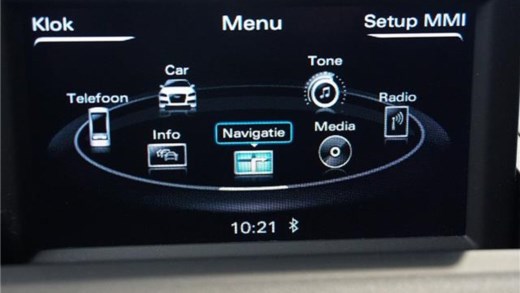 Klok Menu Setup MMI
Car Tone
Telefoon Radio
Info Navigatie Media
10:21